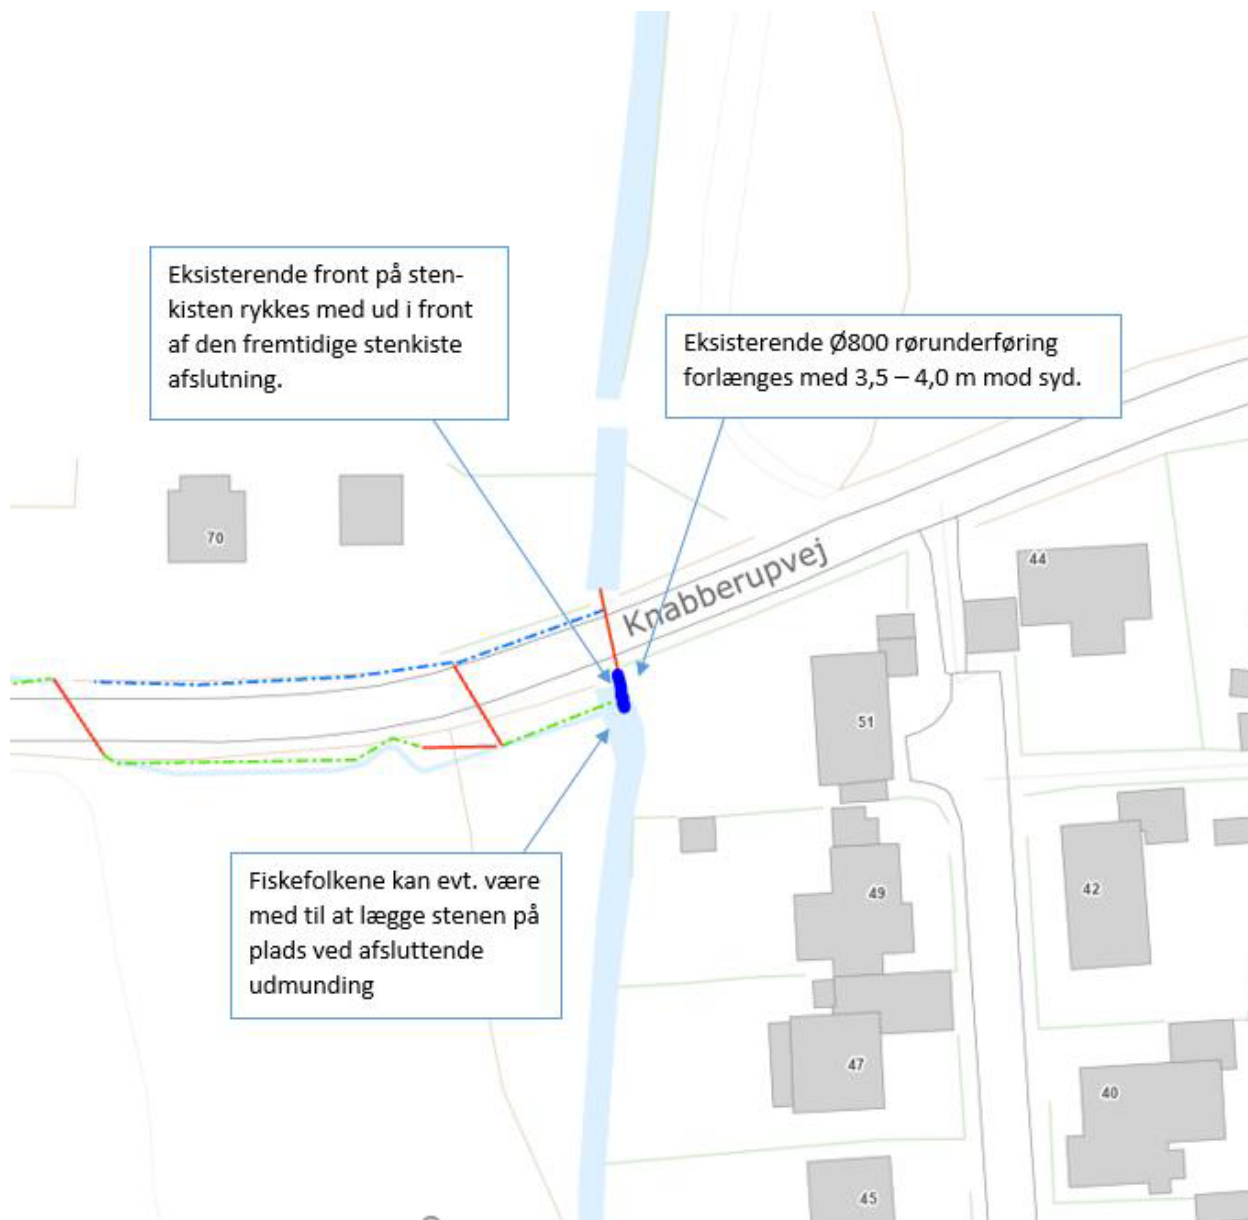 Eksisterende front på sten-
kisten rykkes med ud i front
af den fremtidige stenkiste
afslutning.
Eksisterende Ø800 rørunderføring
forlænges med 3,5 – 4,0 m mod syd.
70
44
Knabberupvej
51
Fiskefolkene kan evt. være
med til at lægge stenen på
plads ved afsluttende
udmunding
49
42
47
40
45